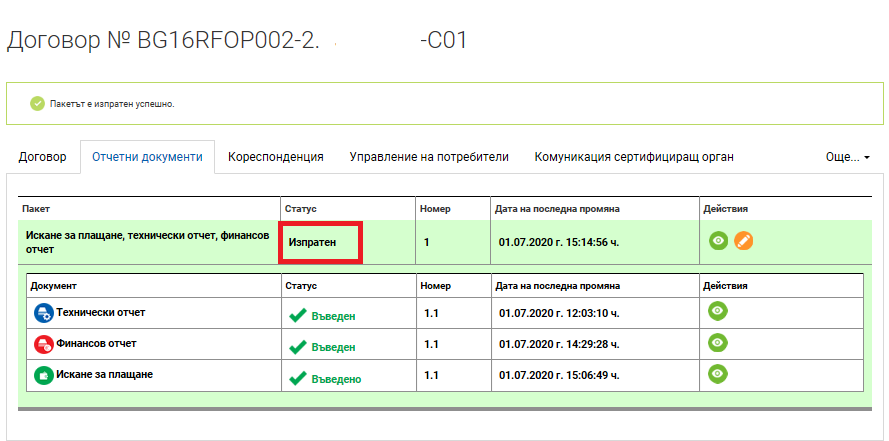 Договор № BG16RFOP002-2. -C01
Пакетът е изпратен успешно.
Договор Отчетни документи Кореспонденция Управление на потребители Комуникация сертифициращ орган Още...
Пакет Статус Номер Дата на последна промяна Действия
Искане за плащане, технически отчет, финансов
отчет Изпратен 1 01.07.2020 г. 15:14:56 ч.
Документ Статус Номер Дата на последна промяна Действия
Технически отчет Въведен 1.1 01.07.2020 г. 12:03:10 ч.
Финансов отчет Въведен 1.1 01.07.2020 г. 14:29:28 ч.
Искане за плащане Въведено 1.1 01.07.2020 г. 15:06:49 ч.